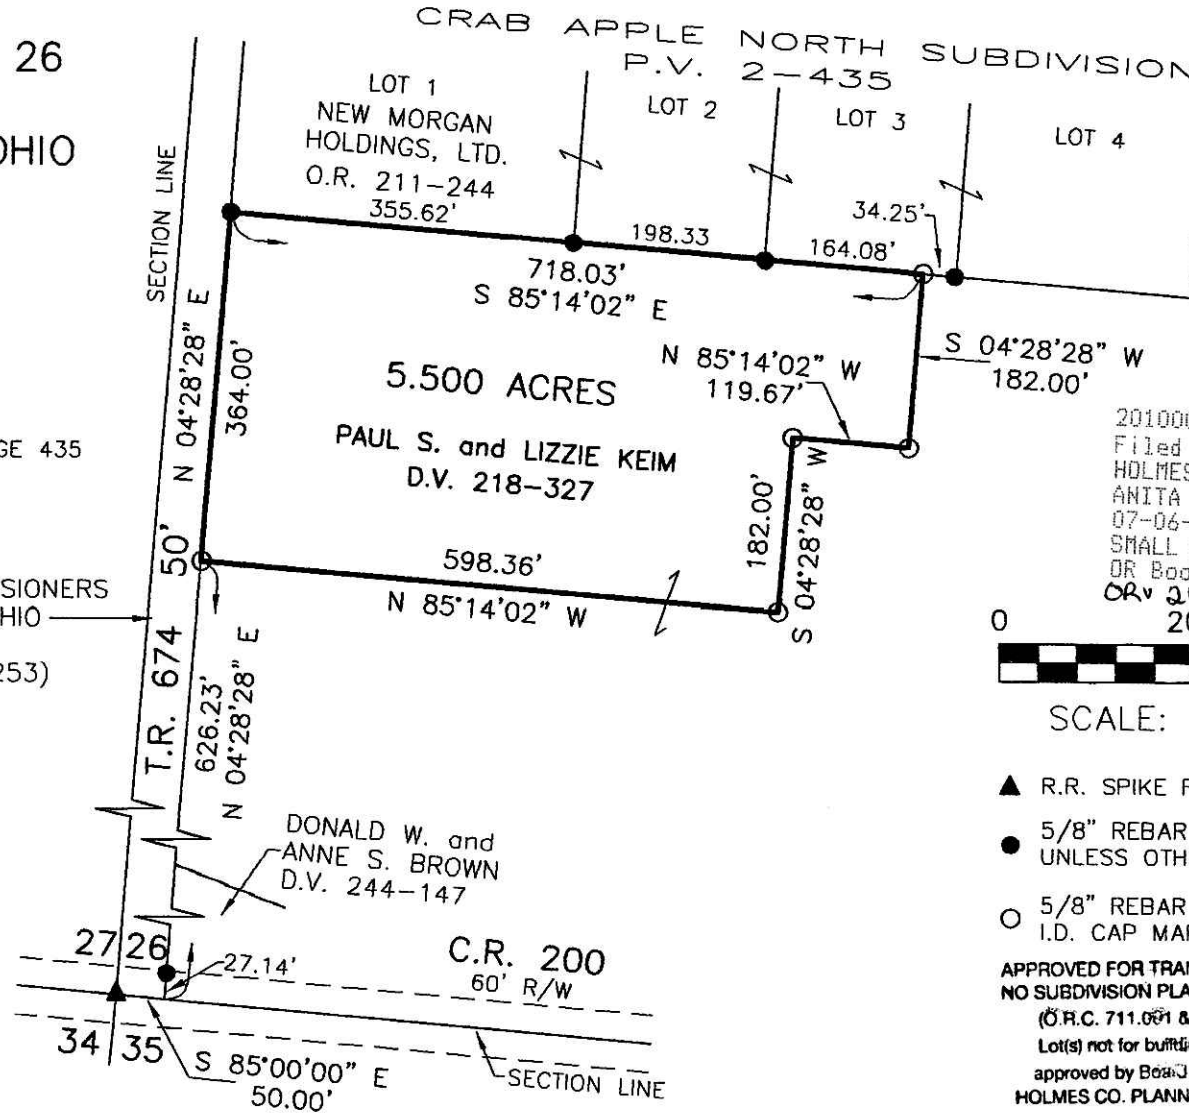 CRAB APPLE NORTH SUBDIVISION
P.V. 2-435
26
OHIO
LOT 1
NEW MORGAN
HOLDINGS, LTD.
O.R. 211-244
LOT 2
LOT 3
LOT 4
SECTION LINE
355.62'
198.33
164.08'
34.25'
718.03'
S 85°14'02" E
N 04°28'28" E
364.00'
N 85°14'02" W
119.67'
S 04°28'28" W
182.00'
5.500 ACRES
PAUL S. and LIZZIE KEIM
D.V. 218-327
GE 435
182.00'
S 04°28'28" W
598.36'
N 85°14'02" W
50'
SIONERS
HIO
253)
T.R. 674
626.23'
N 04°28'28" E
Filed
HOLMES
ANITA
07-06-
SMALL
OR Boo
0
SCALE:
R.R. SPIKE F
5/8" REBAR
UNLESS OTH
5/8" REBAR
I.D. CAP MA
DONALD W. and
ANNE S. BROWN
D.V. 244-147
27 26
27.14'
C.R. 200
60' R/W
34 35
S 85°00'00" E
50.00'
SECTION LINE
APPROVED FOR TRA
NO SUBDIVISION PLA
(O.R.C. 711.001 &
Lot(s) not for
approved by
HOLMES CO. PLANN